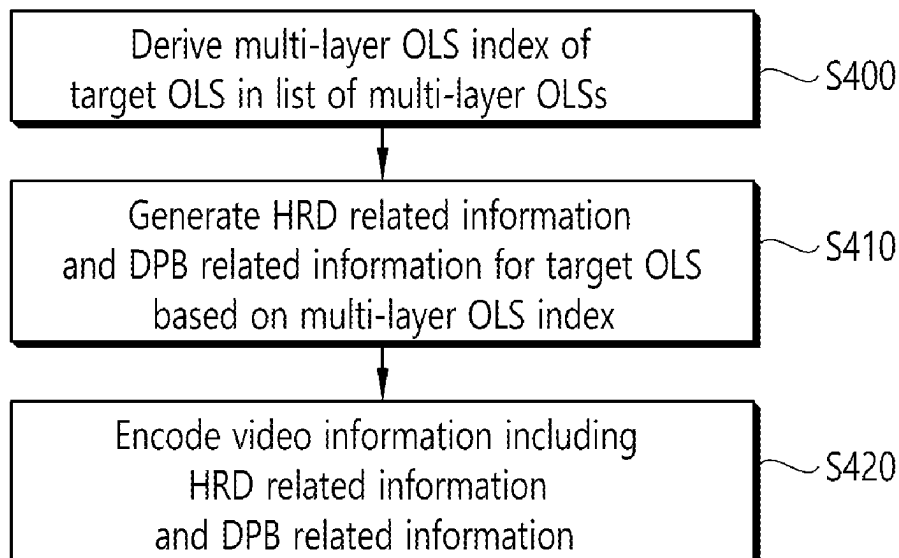 Derive multi-layer OLS index of
target OLS in list of multi-layer OLSs
S400
Generate HRD related information
and DPB related information for target OLS
based on multi-layer OLS index
S410
Encode video information including
HRD related information
and DPB related information
S420